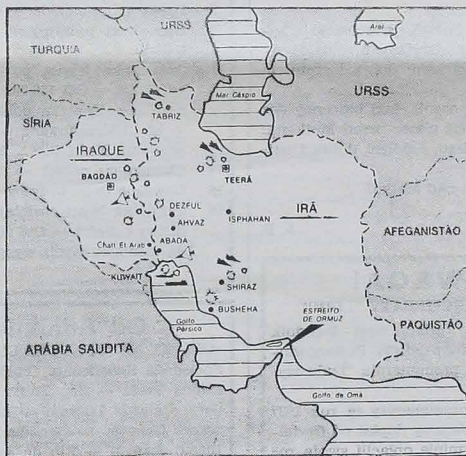 URSS
Aral
TURQUIA
Mar Cáspio
URSS
TABRIZ
SÍRIA
IRAQUE
BAGDÁD
TEERÃ
DEZFUL
ISPHAHAN
IRÃ
AHVAZ
AFEGANISTÃO
ABADA
Chatt El Arab
KUWAIT
SHIRAZ
ESTREITO
DE ORMUZ
BUSHEHA
Golfo
Pérsico
PAQUISTÃO
ARÁBIA SAUDITA
Golfo de Omã